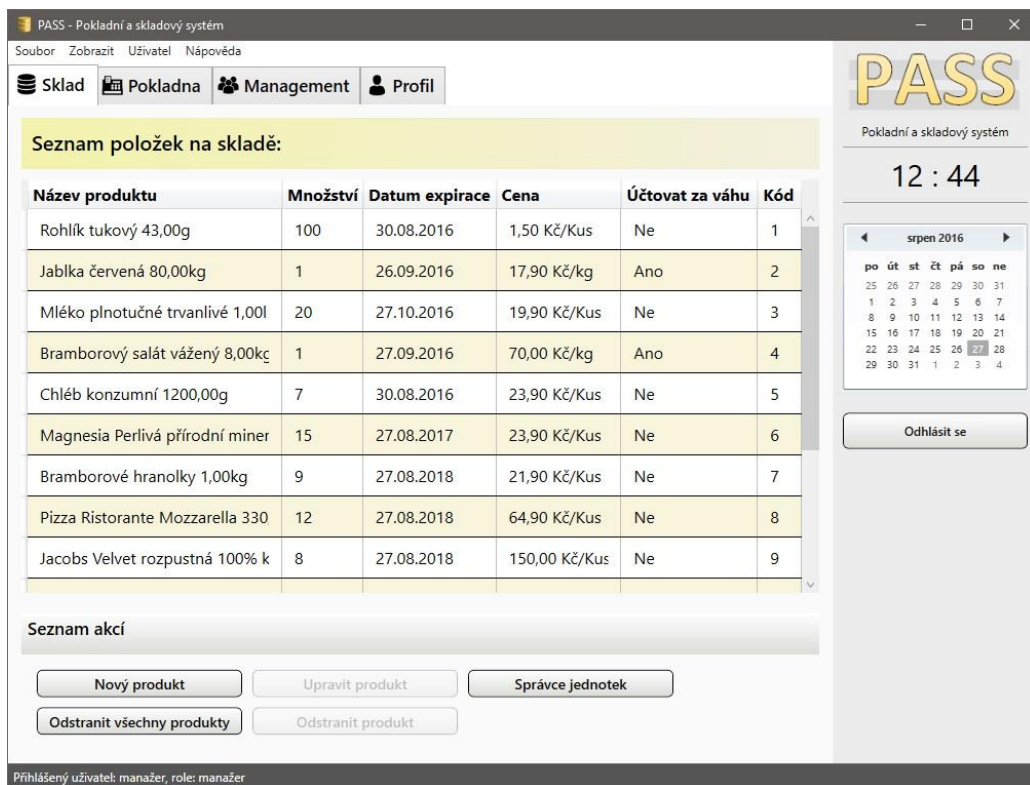 PASS - Pokladní a skladový systém
Soubor Zobrazit Uživatel Nápověda
Sklad Pokladna Management Profil
Seznam položek na skladě:
Název produktu Množství Datum expirace Cena Účtovat za váhu Kód
Rohlík tukový 43,00g 100 30.08.2016 1,50 Kč/Kus Ne 1
Jablka červená 80,00kg 1 26.09.2016 17,90 Kč/kg Ano 2
Mléko plnotučné trvanlivé 1,00l 20 27.10.2016 19,90 Kč/Kus Ne 3
Bramborový salát vážený 8,00kg 1 27.09.2016 70,00 Kč/kg Ano 4
Chléb konzumní 1200,00g 7 30.08.2016 23,90 Kč/Kus Ne 5
Magnesia Perlivá přírodní miner 15 27.08.2017 23,90 Kč/Kus Ne 6
Bramborové hranolky 1,00kg 9 27.08.2018 21,90 Kč/Kus Ne 7
Pizza Ristorante Mozzarella 330 12 27.08.2018 64,90 Kč/Kus Ne 8
Jacobs Velvet rozpustná 100% k 8 27.08.2018 150,00 Kč/Kus Ne 9
Seznam akcí
Nový produkt Upravit produkt Správce jednotek
Odstranit všechny produkty Odstranit produkt
Přihlášený uživatel: manažer, role: manažer
PASS
Pokladní a skladový systém
12 : 44
srpen 2016
po út st čt pá so ne
25 26 27 28 29 30 31
1 2 3 4 5 6 7
8 9 10 11 12 13 14
15 16 17 18 19 20 21
22 23 24 25 26 27 28
29 30 31 1 2 3 4
Odhlásit se